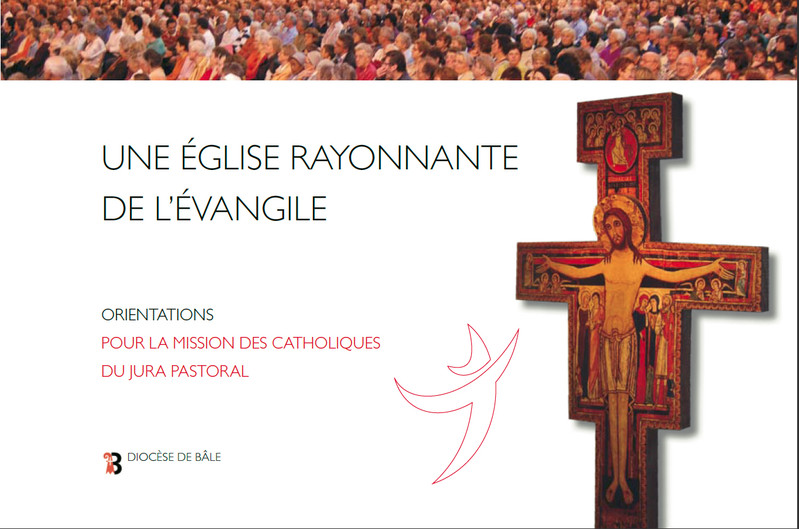 UNE ÉGLISE RAYONNANTE
DE L'ÉVANGILE
ORIENTATIONS
POUR LA MISSION DES CATHOLIQUES
DU JURA PASTORAL
B DIOCÈSE DE BÂLE